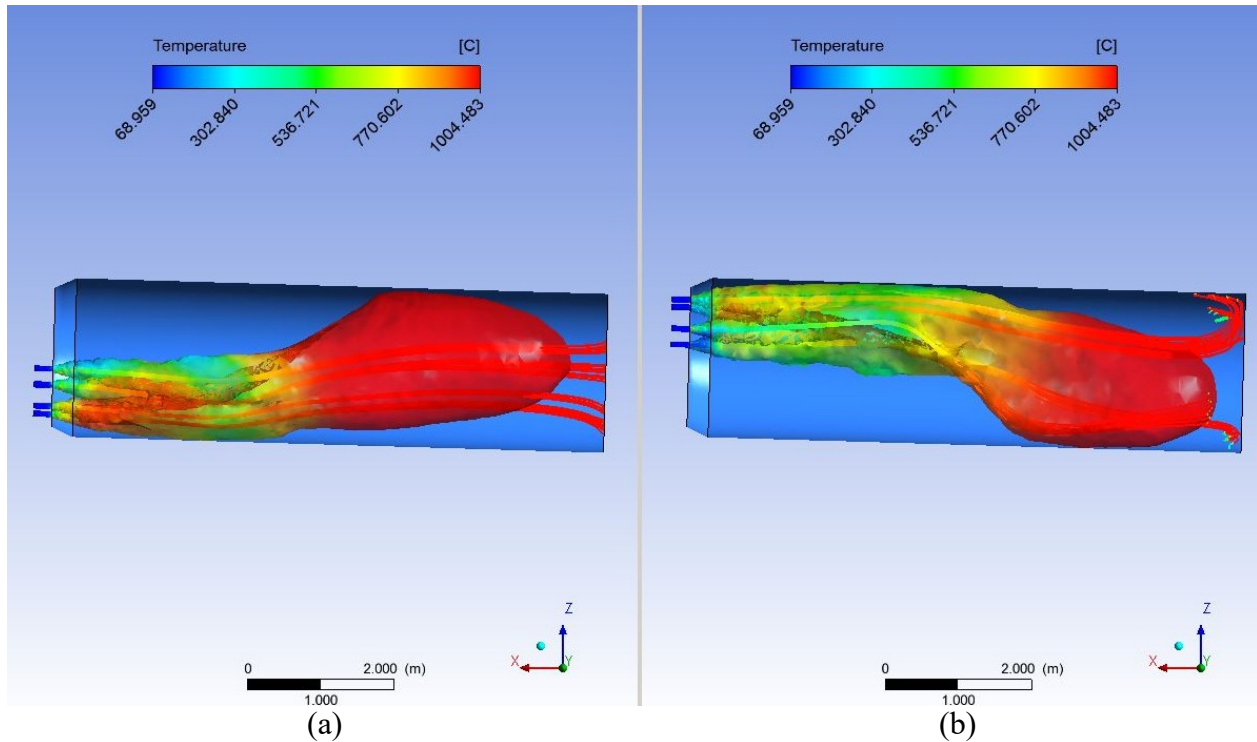 Temperature [C]
68.959
302.840
536.721
770.602
1004.483
Z
X
Y
0 2.000 (m)
1.000
(a)
Temperature [C]
68.959
302.840
536.721
770.602
1004.483
Z
X
Y
0 2.000 (m)
1.000
(b)